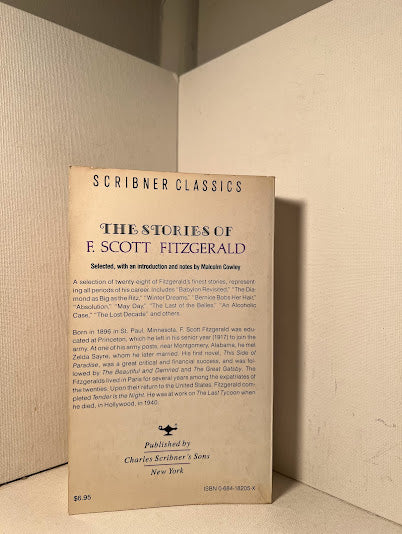 SCRIBNER CLASSICS
THE STORIES OF
F. SCOTT FITZGERALD
Selected, with an introduction and notes by Malcolm Cowley
A selection of twenty-eight of Fitzgerald's finest stories, represent-
ing all periods of his career. Includes "Babylon Revisited," "The Dia-
mond as Big as the Ritz," "Winter Dreams," "Bernice Bobs Her Hair,"
"Absolution," "May Day," "The Last of the Belles," "An Alcoholic
Case," "The Lost Decade" and others.
Born in 1896 in St. Paul, Minnesota, F. Scott Fitzgerald was edu-
cated at Princeton, which he left in his senior year (1917) to join the
army. At one of his army posts, near Montgomery, Alabama, he met
Zelda Sayre, whom he later married. His first novel, This Side of
Paradise, was a great critical and financial success, and was fol-
lowed by The Beautiful and Damned and The Great Gatsby. The
Fitzgeralds lived in Paris for several years among the expatriates of
the twenties. Upon their return to the United States, Fitzgerald com-
pleted Tender is the Night. He was at work on The Last Tycoon when
he died, in Hollywood, in 1940.
Published by
Charles Scribner's Sons
New York
$6.95
ISBN 0-684-18205-X